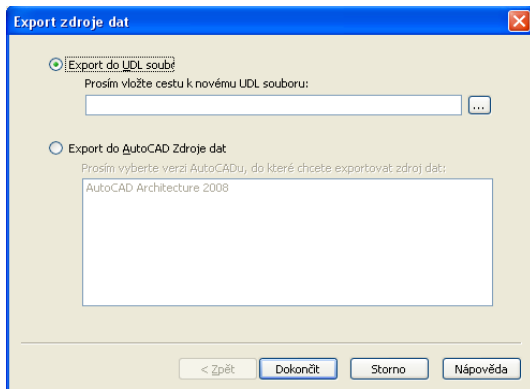 Export zdroje dat
Export do UDL soubé
Prosím vložte cestu k novému UDL souboru:
...
Export do AutoCAD Zdroje dat
Prosím vyberte verzi AutoCADu, do které chcete exportovat zdroj dat:
AutoCAD Architecture 2008
< Zpět Dokončit Storno Nápověda